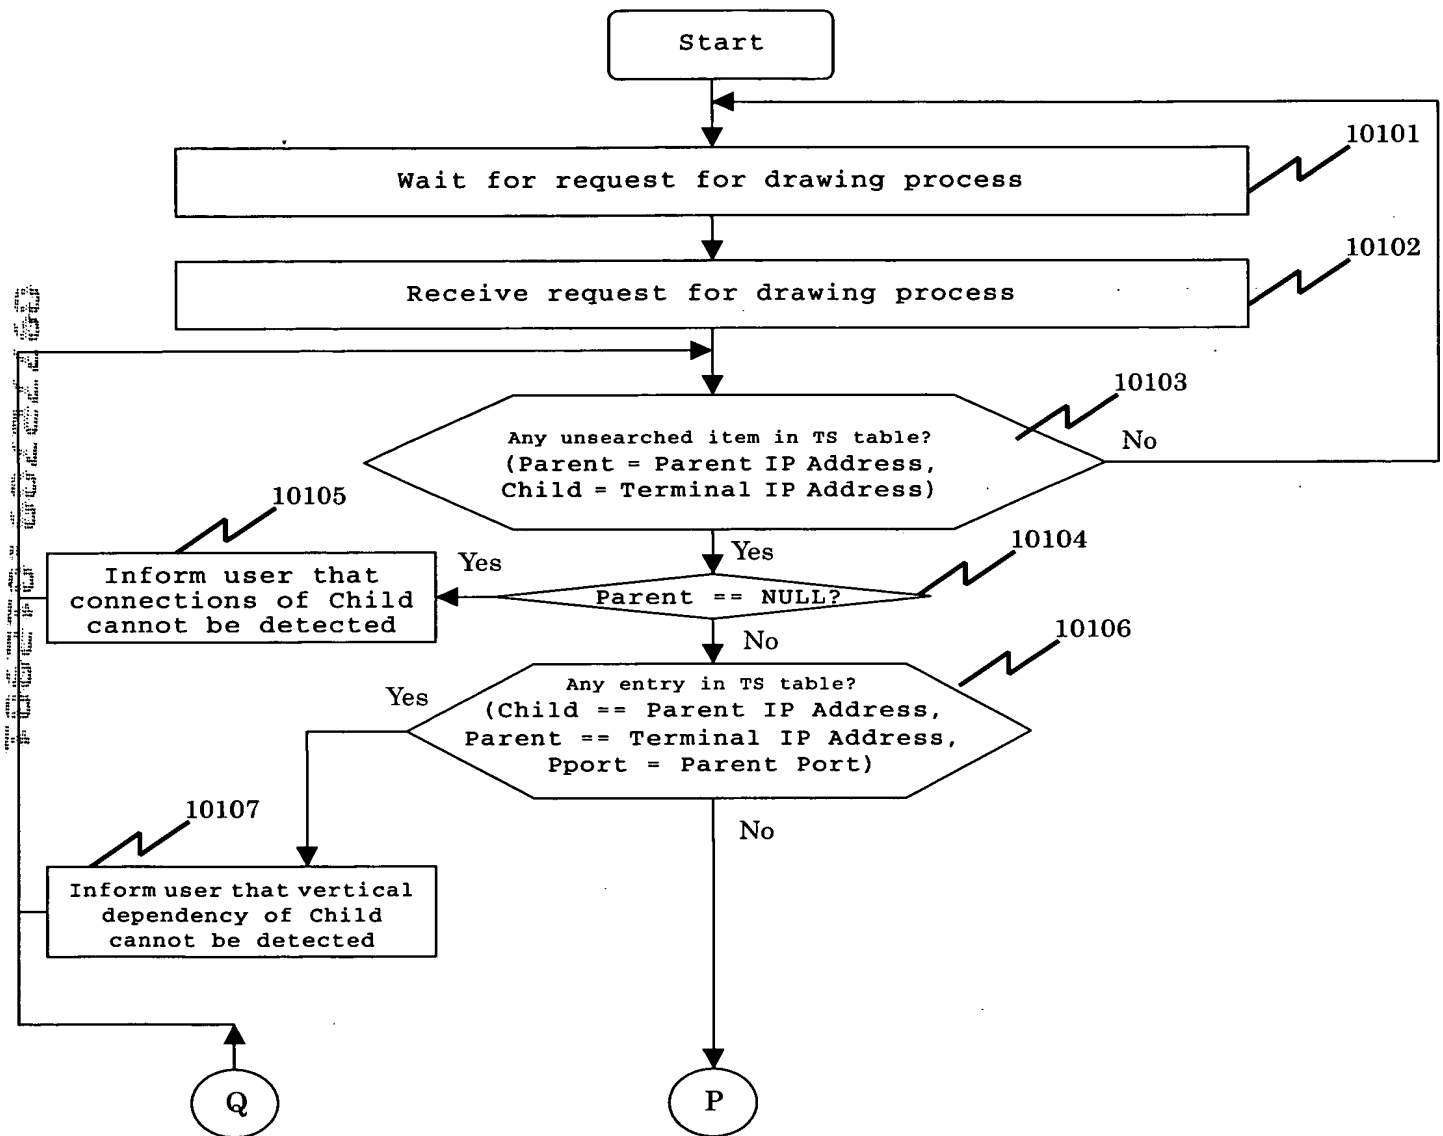 Start
10101
Wait for request for drawing process
10102
Receive request for drawing process
10103
Any unsearched item in TS table?
(Parent = Parent IP Address,
Child = Terminal IP Address)
No
10105
Yes
10104
Inform user that
connections of Child
cannot be detected
Yes
Parent == NULL?
No
10106
Yes
Any entry in TS table?
(Child == Parent IP Address,
Parent == Terminal IP Address,
Pport = Parent Port)
10107
No
Inform user that vertical
dependency of Child
cannot be detected
Q
P